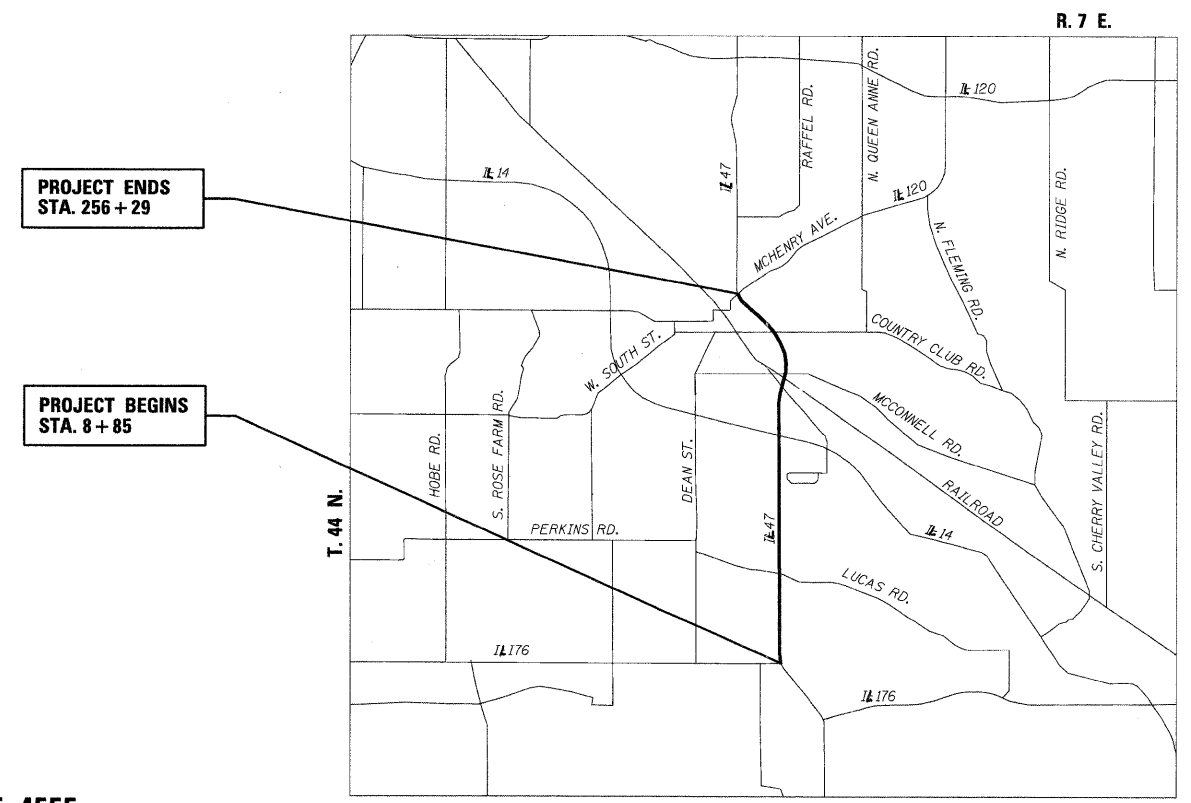 R. 7 E.
IL 120
RAFFEL RD.
N. QUEEN ANNE RD.
IL 47
IL 14
PROJECT ENDS
STA. 256 + 29
IL 120
N. RIDGE RD.
MCHENRY AVE.
N. FLEMING RD.
COUNTRY CLUB RD.
W. SOUTH ST.
PROJECT BEGINS
STA. 8 + 85
MCCONNELL RD.
HOBE RD.
S. ROSE FARM RD.
DEAN ST.
S. CHERRY VALLEY RD.
RAILROAD
T. 44 N.
PERKINS RD.
IL 47
IL 14
LUCAS RD.
IL 176
IL 176